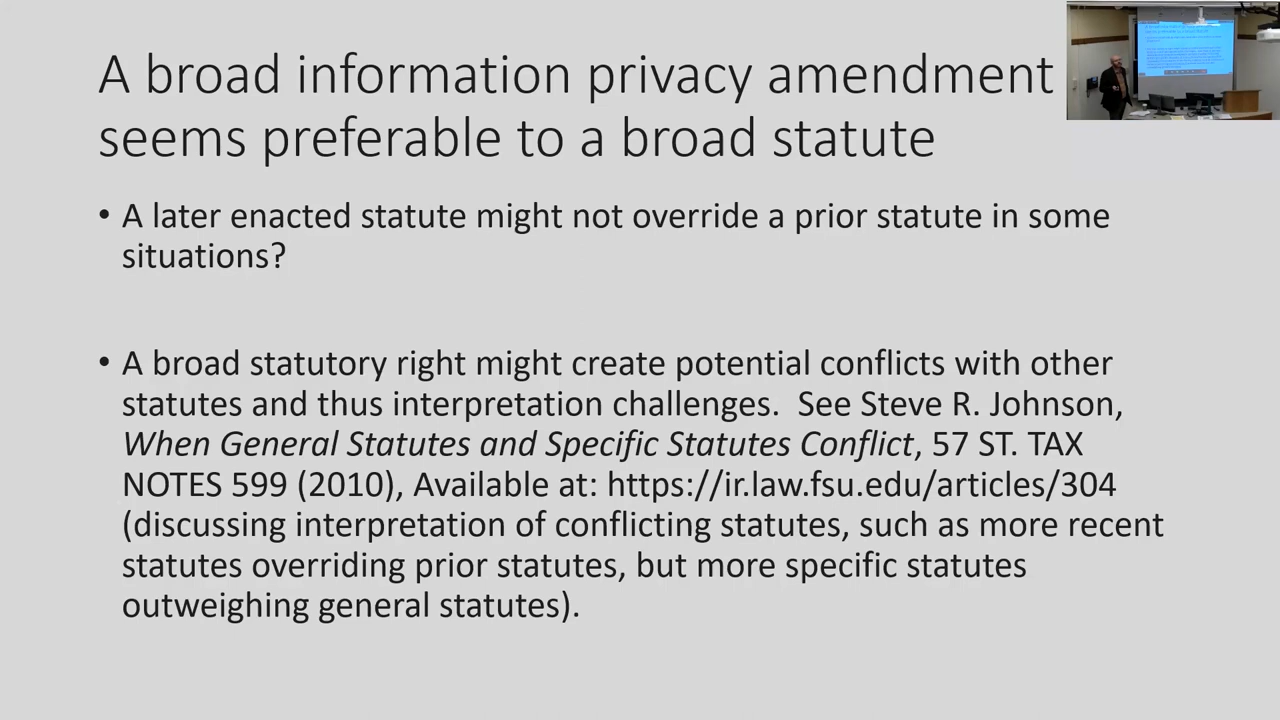 A broad information privacy amendment
seems preferable to a broad statute
• A later enacted statute might not override a prior statute in some
situations?
• A broad statutory right might create potential conflicts with other
statutes and thus interpretation challenges.  See Steve R. Johnson,
When General Statutes and Specific Statutes Conflict, 57 ST. TAX
NOTES 599 (2010), Available at: https://ir.law.fsu.edu/articles/304
(discussing interpretation of conflicting statutes, such as more recent
statutes overriding prior statutes, but more specific statutes
outweighing general statutes).